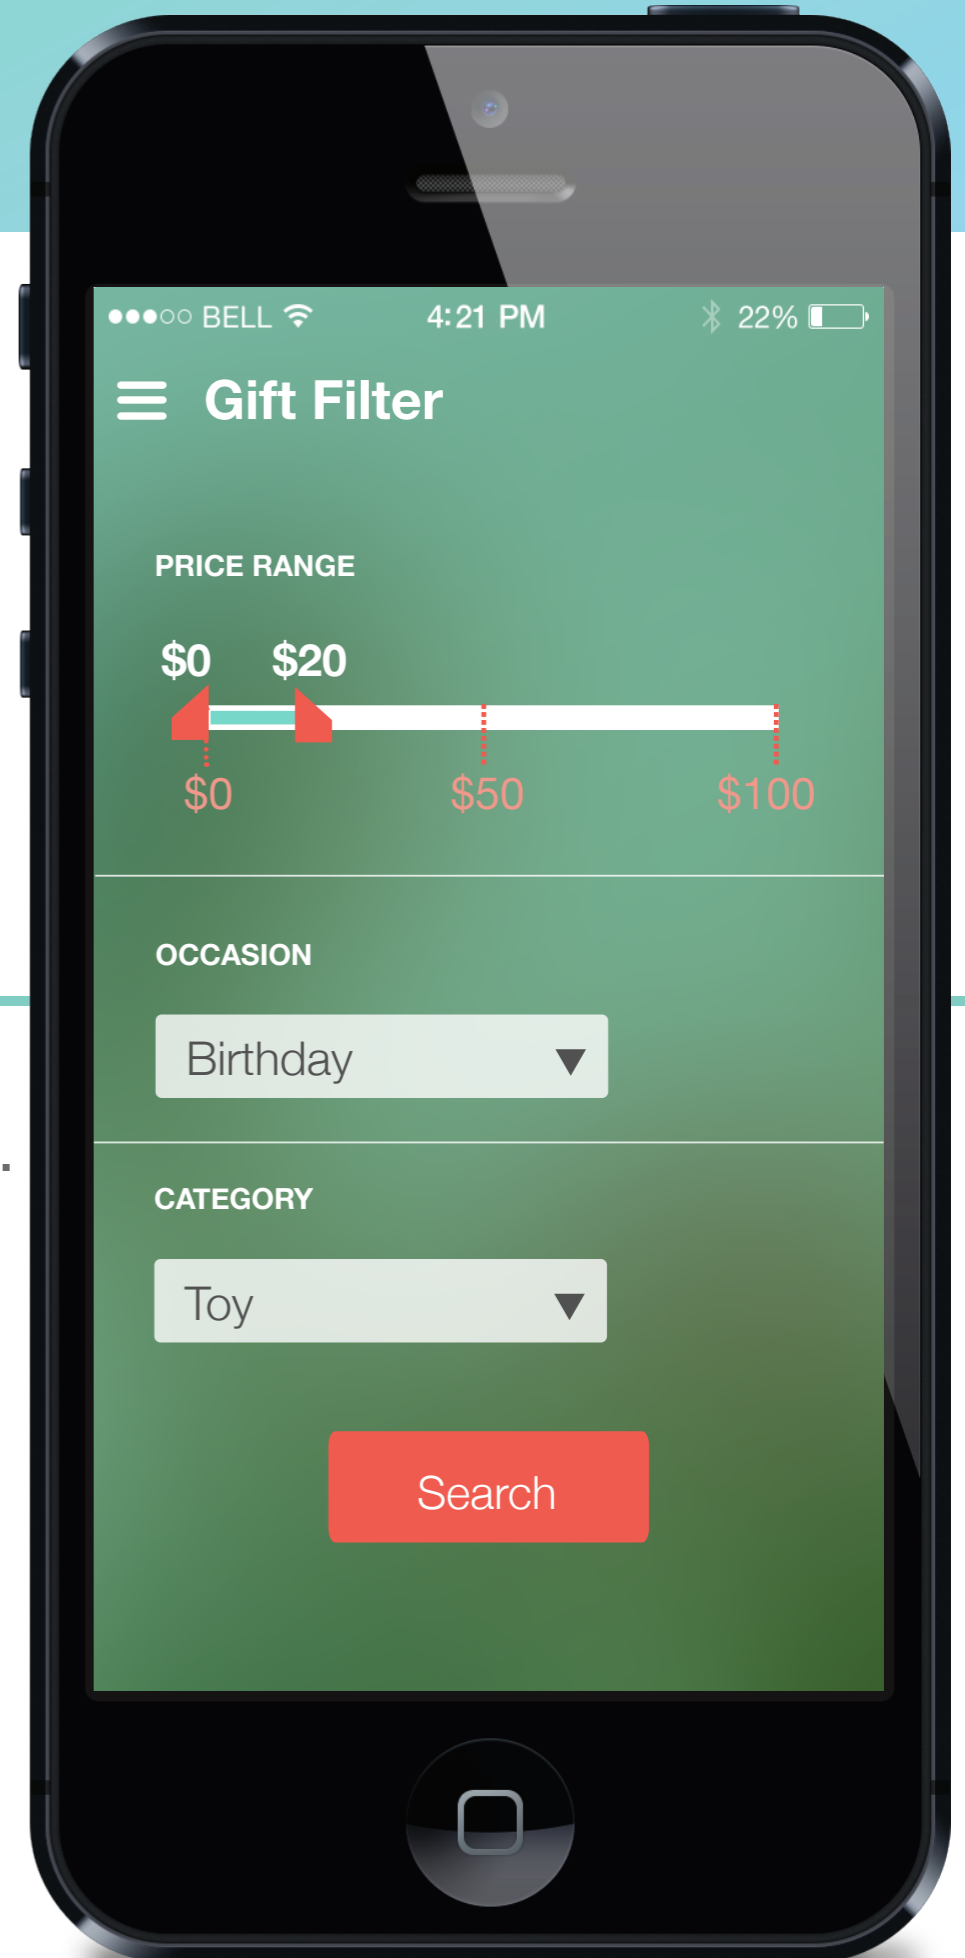 BELL 4:21 PM 22%
Gift Filter
PRICE RANGE
$0 $20
$0 $50 $100
OCCASION
Birthday
CATEGORY
Toy
Search